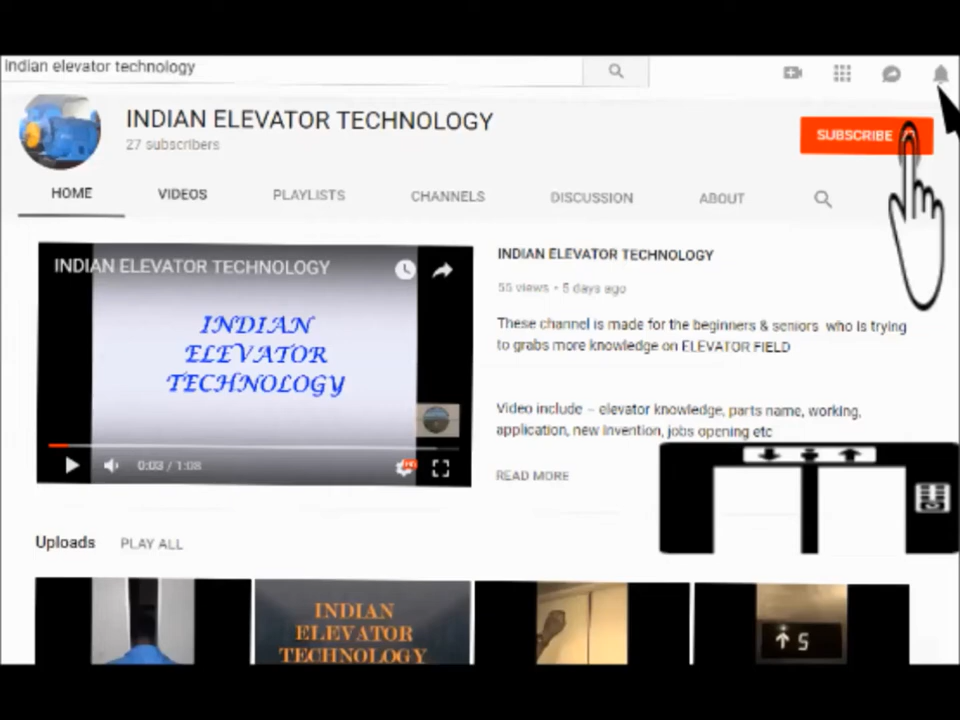 Indian elevator technology
INDIAN ELEVATOR TECHNOLOGY
27 subscribers
SUBSCRIBE
HOME
VIDEOS
PLAYLISTS
CHANNELS
DISCUSSION
ABOUT
INDIAN ELEVATOR TECHNOLOGY
INDIAN
ELEVATOR
TECHNOLOGY
0:03 / 1:08
HD
INDIAN ELEVATOR TECHNOLOGY
55 views • 5 days ago
These channel is made for the beginners & seniors who is trying
to grabs more knowledge on ELEVATOR FIELD
Video include – elevator knowledge, parts name, working,
application, new invention, jobs opening etc
READ MORE
Uploads PLAY ALL
INDIAN
ELEVATOR
TECHNOLOGY
5